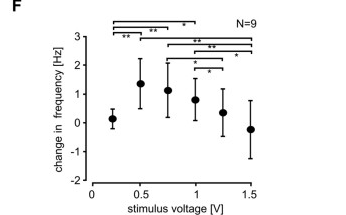 F
N=9
*
**
**
**
**
*
*
*
3
2
1
0
-1
-2
change in frequency [Hz]
0 0.5 1 1.5
stimulus voltage [V]